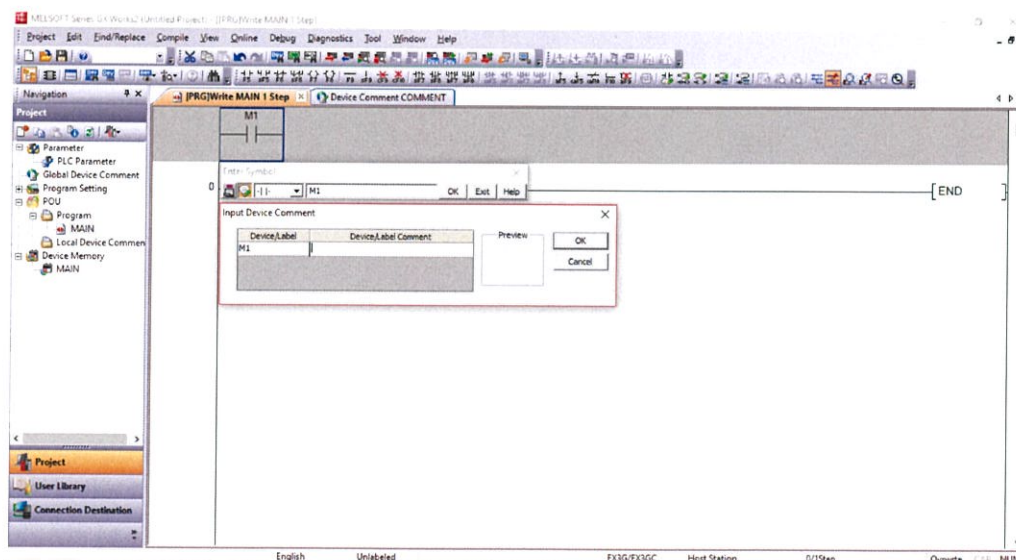 MELSOFT Series GX Works2 (Untitled Project) - [[PRG]Write MAIN 1 Step]
Project Edit Find/Replace Compile View Online Debug Diagnostics Tool Window Help
Navigation
[PRG]Write MAIN 1 Step
Device Comment COMMENT
Project
Parameter
PLC Parameter
Global Device Comment
Program Setting
POU
Program
MAIN
Local Device Commen
Device Memory
MAIN
Project
User Library
Connection Destination
M1
Enter Symbol
0
M1
OK Exit Help
END
Input Device Comment
Device/Label Device/Label Comment
M1
Preview
OK
Cancel
English Unlabeled FX3G/FX3GC Host Station 0/1Step Ovrwrte CAP NUM